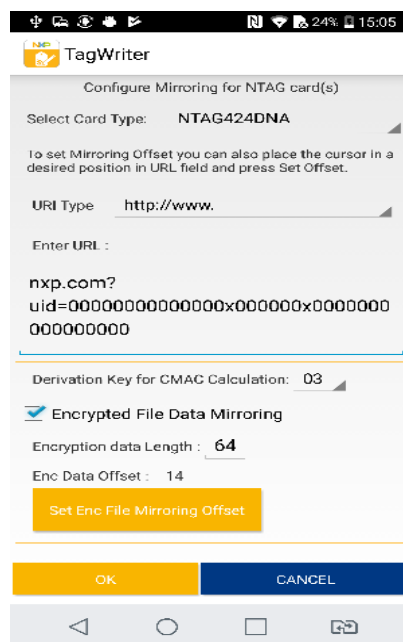 24% 15:05
NXP
TagWriter
Configure Mirroring for NTAG card(s)
Select Card Type: NTAG424DNA
To set Mirroring Offset you can also place the cursor in a
desired position in URL field and press Set Offset.
URI Type http://www.
Enter URL :
nxp.com?
uid=00000000000000x000000x0000000
000000000
Derivation Key for CMAC Calculation: 03
Encrypted File Data Mirroring
Encryption data Length : 64
Enc Data Offset : 14
Set Enc File Mirroring Offset
OK CANCEL